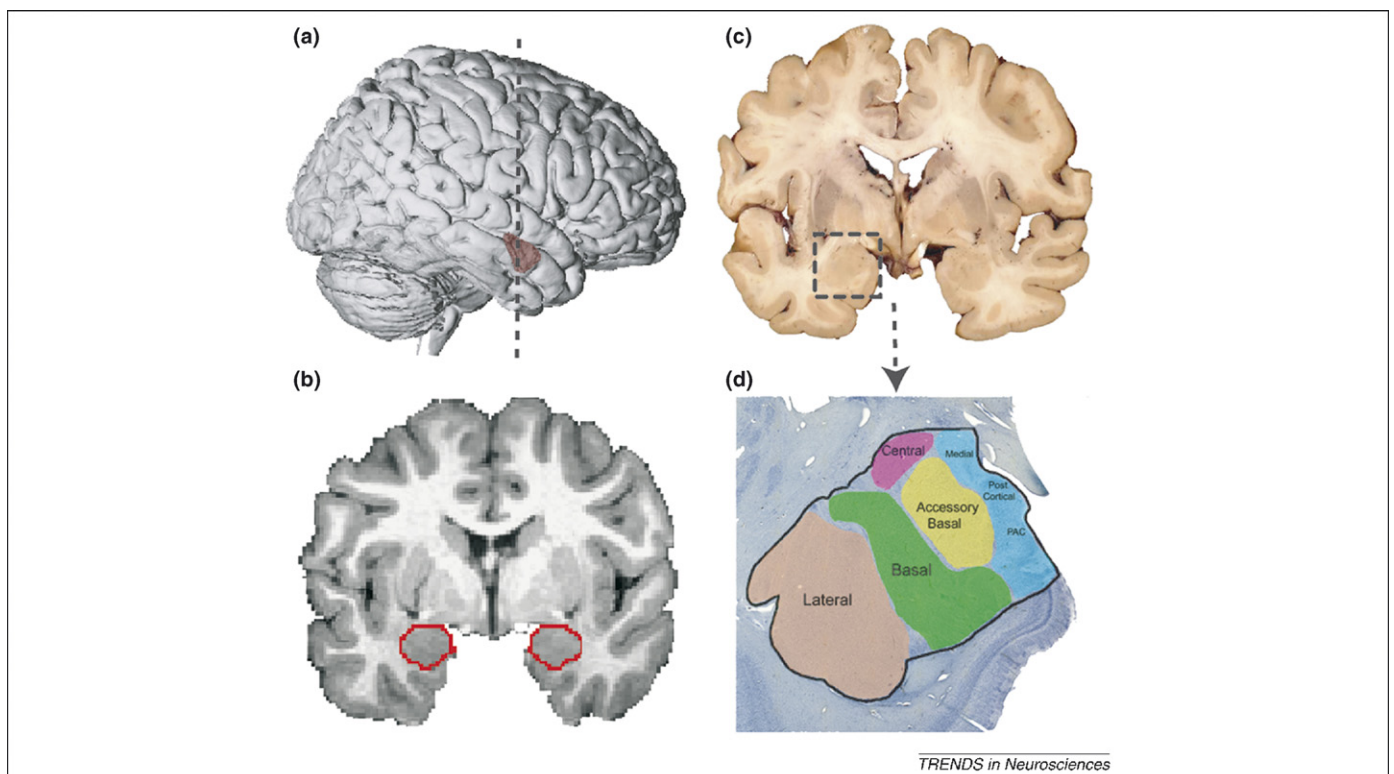 (a)
(c)
(b)
(d)
Central
Medial
Post
Cortical
Accessory
Basal
PAC
Basal
Lateral
TRENDS in Neurosciences